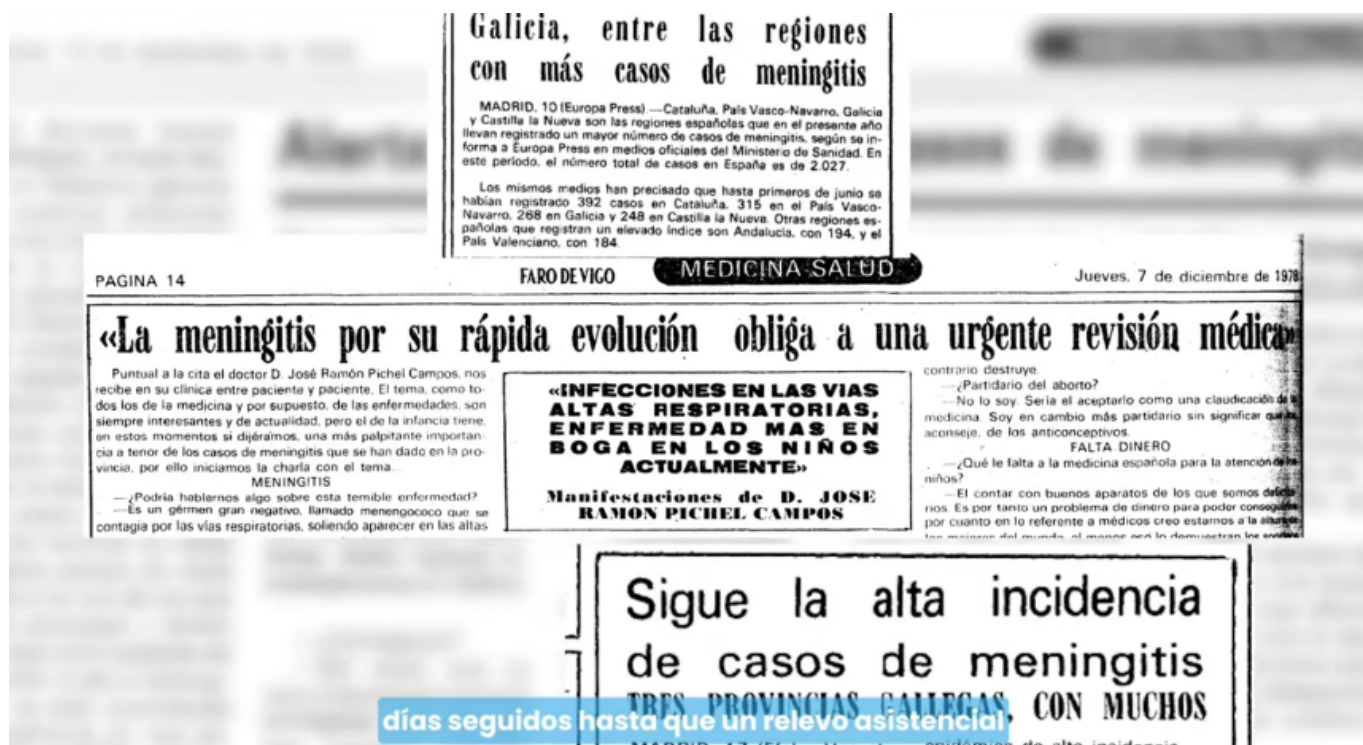 Galicia, entre las regiones
con más casos de meningitis
MADRID, 10 (Europa Press).—Cataluña, País Vasco-Navarro, Galicia
y Castilla la Nueva son las regiones españolas que en el presente año
llevan registrado un mayor número de casos de meningitis, según se in-
forma a Europa Press en medios oficiales del Ministerio de Sanidad. En
este período, el número total de casos en España es de 2.027.
Los mismos medios han precisado que hasta primeros de junio se
habían registrado 392 casos en Cataluña, 315 en el País Vasco-
Navarro, 268 en Galicia y 248 en Castilla la Nueva. Otras regiones es-
pañolas que registran un elevado índice son Andalucía, con 194, y el
País Valenciano, con 184.
PAGINA 14
FARO DE VIGO
MEDICINA-SALUD
Jueves, 7 de diciembre de 1978
«La meningitis por su rápida evolución obliga a una urgente revisión médica»
Puntual a la cita el doctor D. José Ramón Pichel Campos, nos
recibe en su clínica entre paciente y paciente. El tema, como to-
dos los de la medicina y por supuesto, de las enfermedades, son
siempre interesantes y de actualidad, pero el de la infancia tiene,
en estos momentos si dijéramos, una más palpitante importan-
cia a tenor de los casos de meningitis que se han dado en la pro-
vincia, por ello iniciamos la charla con el tema...
MENINGITIS
—¿Podría hablarnos algo sobre esta temible enfermedad?
—Es un gérmen gran negativo, llamado menengococo que se
contagia por las vías respiratorias, soliendo aparecer en las altas
«INFECCIONES EN LAS VIAS
ALTAS RESPIRATORIAS,
ENFERMEDAD MAS EN
BOGA EN LOS NIÑOS
ACTUALMENTE»
Manifestaciones de D. JOSE
RAMON PICHEL CAMPOS
contrario destruye.
—¿Partidario del aborto?
—No lo soy. Sería el aceptarlo como una claudicación de la
medicina. Soy en cambio más partidario sin significar que los
aconseje, de los anticonceptivos.
FALTA DINERO
—¿Qué le falta a la medicina española para la atención de los
niños?
—El contar con buenos aparatos de los que somos
rios. Es por tanto un problema de dinero para poder
por cuanto en lo referente a médicos creo estamos a la
Sigue la alta incidencia
de casos de meningitis
TRES PROVINCIAS GALLEGAS, CON MUCHOS
días seguidos hasta que un relevo asistencial